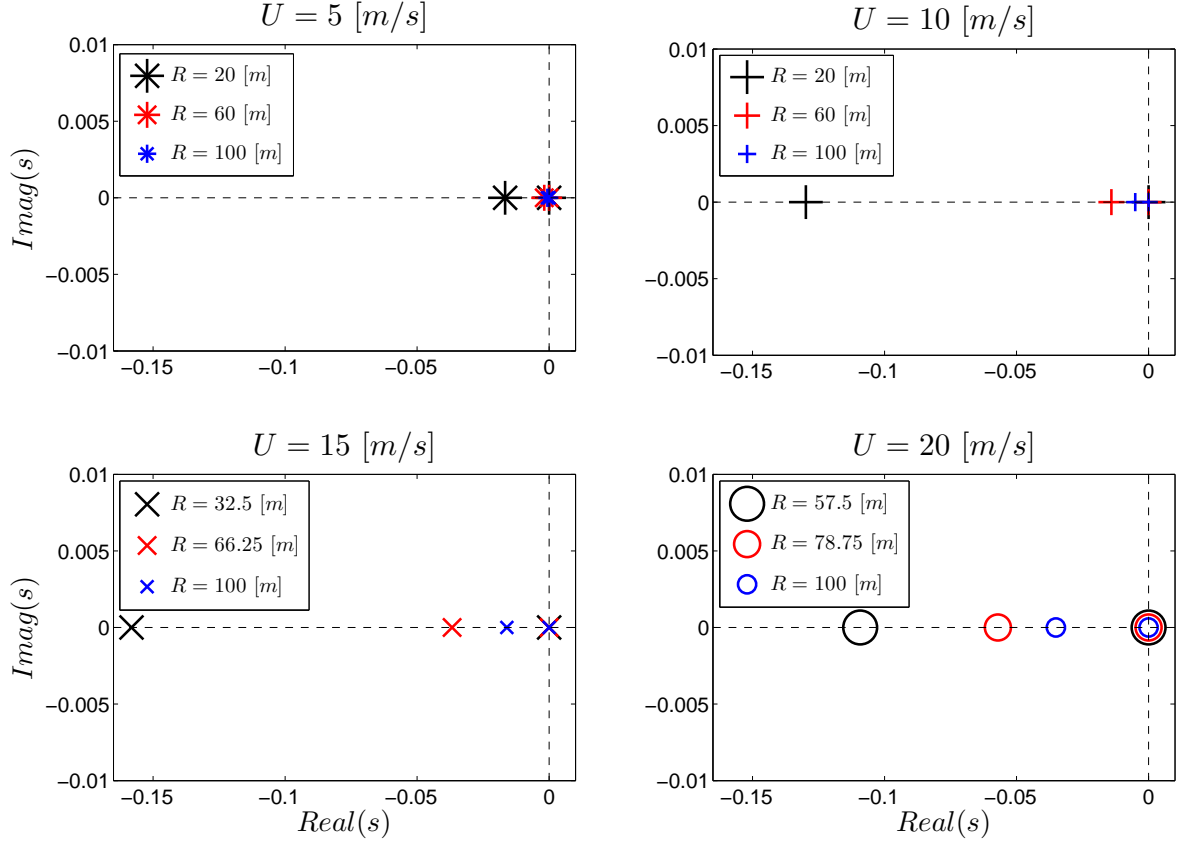 U = 5 [m/s]
0.01
0.005
0
−0.005
−0.01
−0.15 −0.1 −0.05 0
Imag(s)
R = 20 [m]
R = 60 [m]
R = 100 [m]
U = 10 [m/s]
0.01
0.005
0
−0.005
−0.01
−0.15 −0.1 −0.05 0
R = 20 [m]
R = 60 [m]
R = 100 [m]
U = 15 [m/s]
0.01
0.005
0
−0.005
−0.01
−0.15 −0.1 −0.05 0
Imag(s)
Real(s)
R = 32.5 [m]
R = 66.25 [m]
R = 100 [m]
U = 20 [m/s]
0.01
0.005
0
−0.005
−0.01
−0.15 −0.1 −0.05 0
Real(s)
R = 57.5 [m]
R = 78.75 [m]
R = 100 [m]